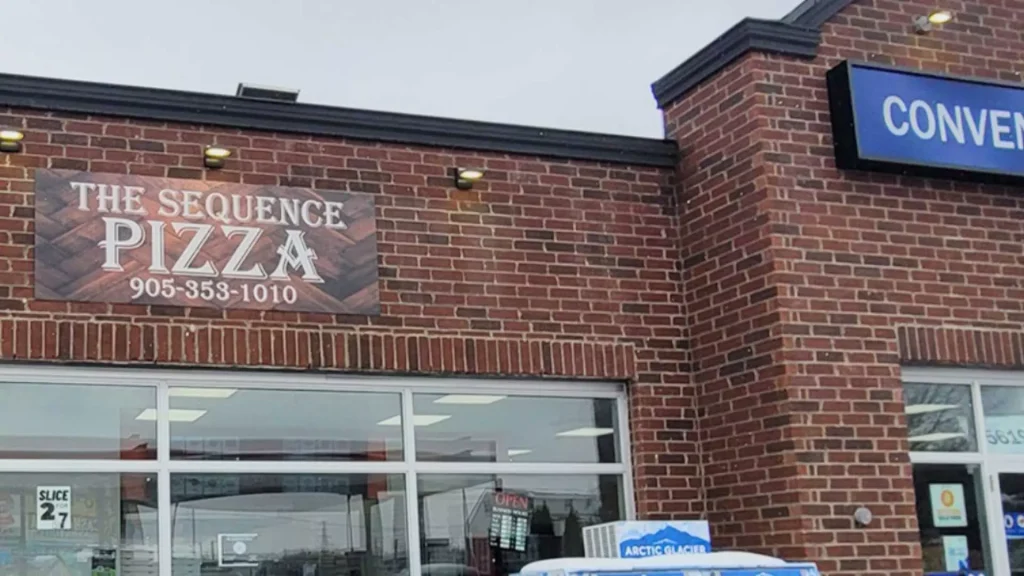 THE SEQUENCE
PIZZA
905-353-1010
CONVEN
SLICE
2 7
OPEN
ARCTIC GLACIER